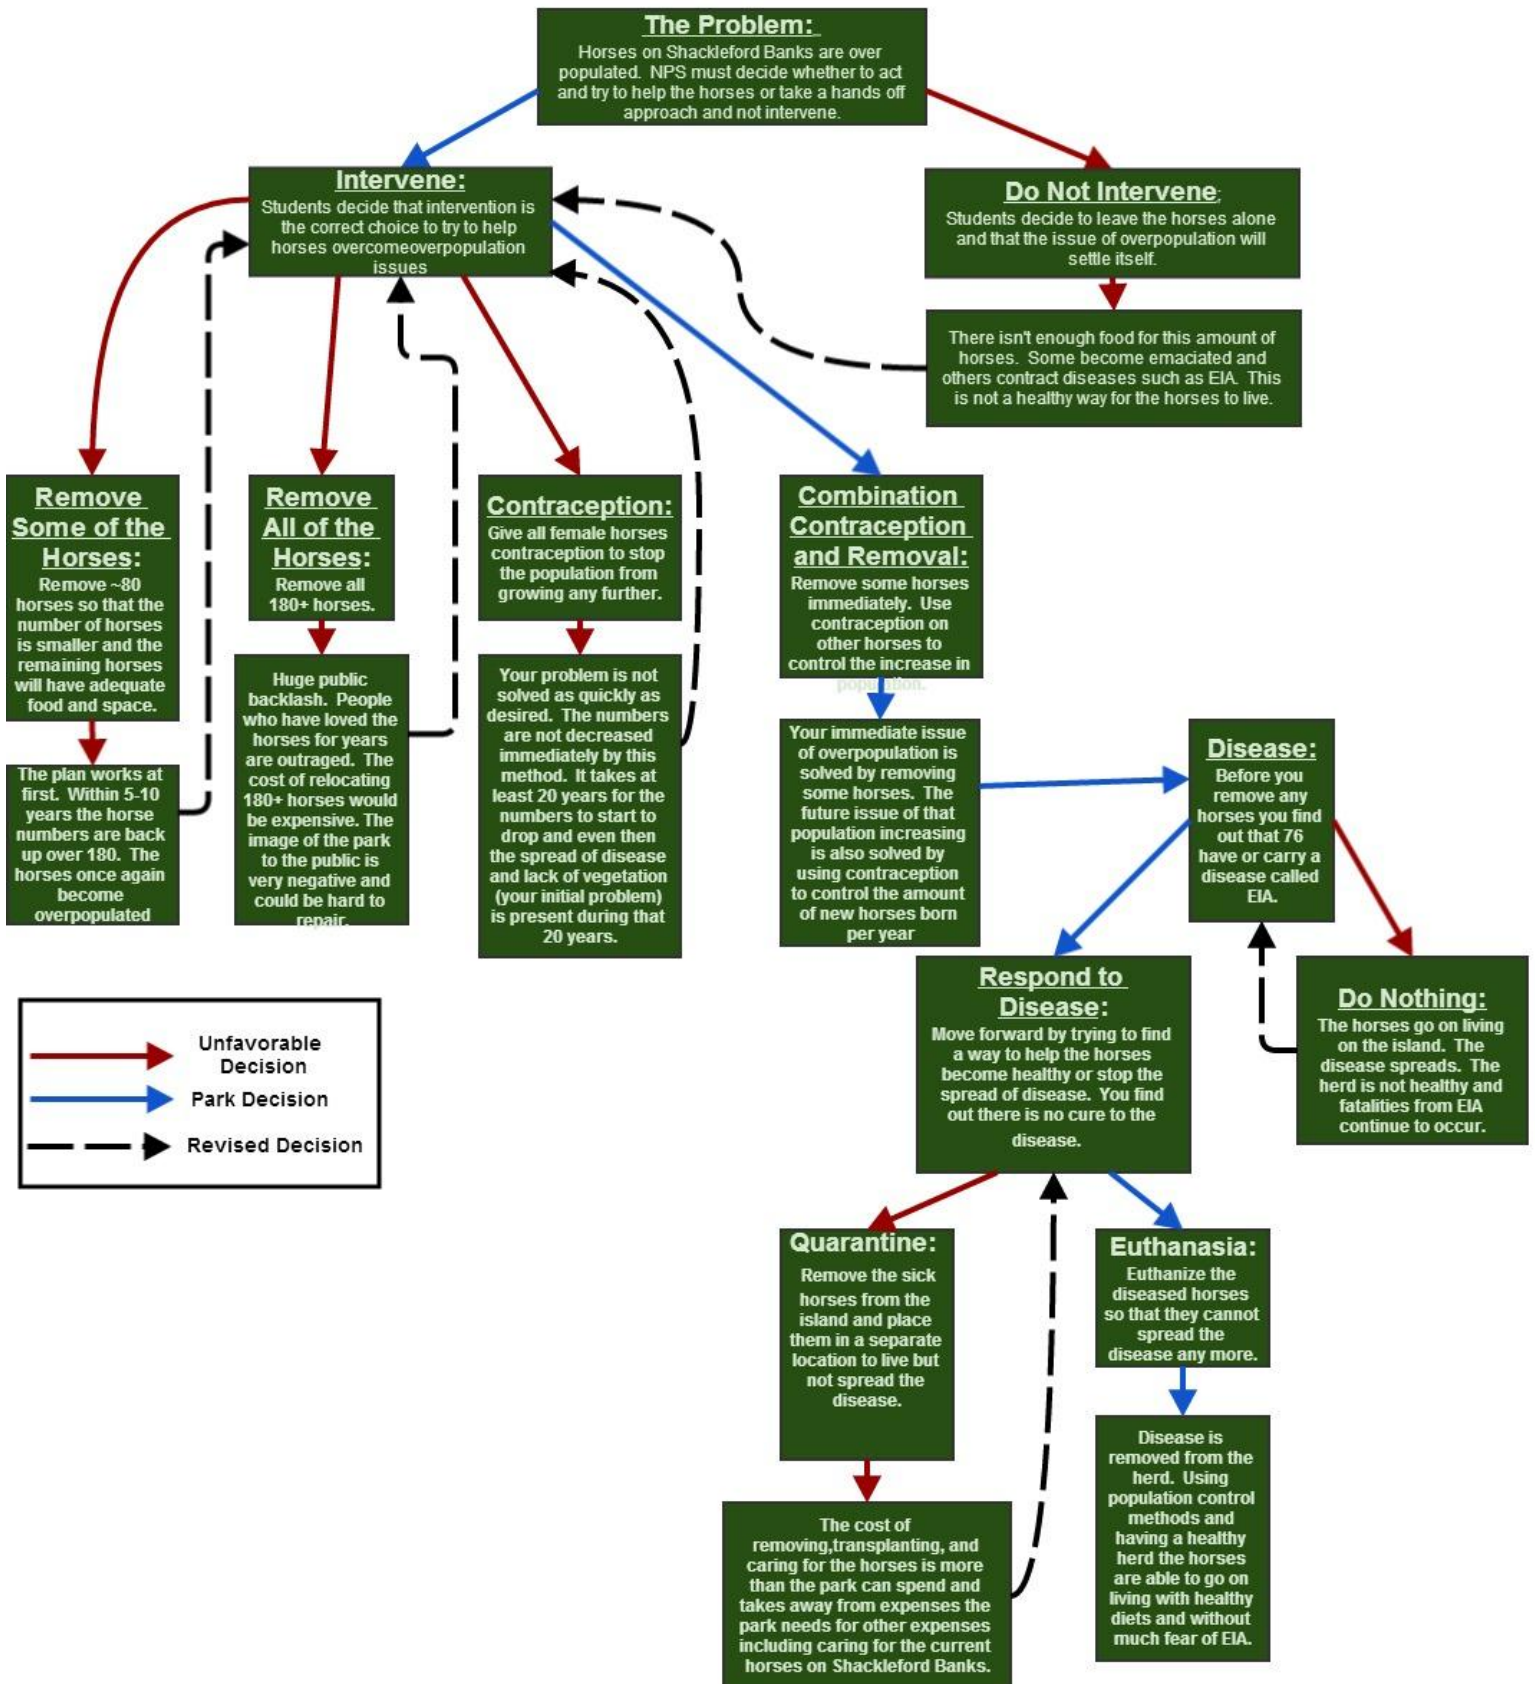 The Problem:
Horses on Shackleford Banks are over
populated. NPS must decide whether to act
and try to help the horses or take a hands off
approach and not intervene.
Intervene:
Students decide that intervention is
the correct choice to try to help
horses overcomeoverpopulation
issues
Do Not Intervene;
Students decide to leave the horses alone
and that the issue of overpopulation will
settle itself.
There isn't enough food for this amount of
horses. Some become emaciated and
others contract diseases such as EIA. This
is not a healthy way for the horses to live.
Remove
Some of the
Horses:
Remove ~80
horses so that the
number of horses
is smaller and the
remaining horses
will have adequate
food and space.
The plan works at
first. Within 5-10
years the horse
numbers are back
up over 180. The
horses once again
become
overpopulated
Remove
All of the
Horses:
Remove all
180+ horses.
Huge public
backlash. People
who have loved the
horses for years
are outraged. The
cost of relocating
180+ horses would
be expensive. The
image of the park
to the public is
very negative and
could be hard to
repair.
Contraception:
Give all female horses
contraception to stop
the population from
growing any further.
Your problem is not
solved as quickly as
desired. The numbers
are not decreased
immediately by this
method. It takes at
least 20 years for the
numbers to start to
drop and even then
the spread of disease
and lack of vegetation
(your initial problem)
is present during that
20 years.
Combination
Contraception
and Removal:
Remove some horses
immediately. Use
contraception on
other horses to
control the increase in
population.
Your immediate issue
of overpopulation is
solved by removing
some horses. The
future issue of that
population increasing
is also solved by
using contraception
to control the amount
of new horses born
per year
Disease:
Before you
remove any
horses you find
out that 76
have or carry a
disease called
EIA.
Respond to
Disease:
Move forward by trying to find
a way to help the horses
become healthy or stop the
spread of disease. You find
out there is no cure to the
disease.
Do Nothing:
The horses go on living
on the island. The
disease spreads. The
herd is not healthy and
fatalities from EIA
continue to occur.
Quarantine:
Remove the sick
horses from the
island and place
them in a separate
location to live but
not spread the
disease.
The cost of
removing,transplanting, and
caring for the horses is more
than the park can spend and
takes away from expenses the
park needs for other expenses
including caring for the current
horses on Shackleford Banks.
Euthanasia:
Euthanize the
diseased horses
so that they cannot
spread the
disease any more.
Disease is
removed from the
herd. Using
population control
methods and
having a healthy
herd the horses
are able to go on
living with healthy
diets and without
much fear of EIA.
Unfavorable
Decision
Park Decision
Revised Decision